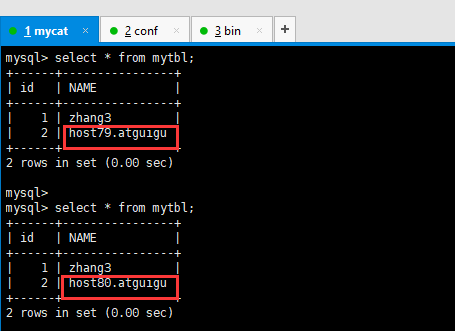 1 mycat × 2 conf × 3 bin × +
mysql> select * from mytbl;
+------+----------------+
| id   | NAME           |
+------+----------------+
|    1 | zhang3         |
|    2 | host79.atguigu |
+------+----------------+
2 rows in set (0.00 sec)
mysql>
mysql> select * from mytbl;
+------+----------------+
| id   | NAME           |
+------+----------------+
|    1 | zhang3         |
|    2 | host80.atguigu |
+------+----------------+
2 rows in set (0.00 sec)